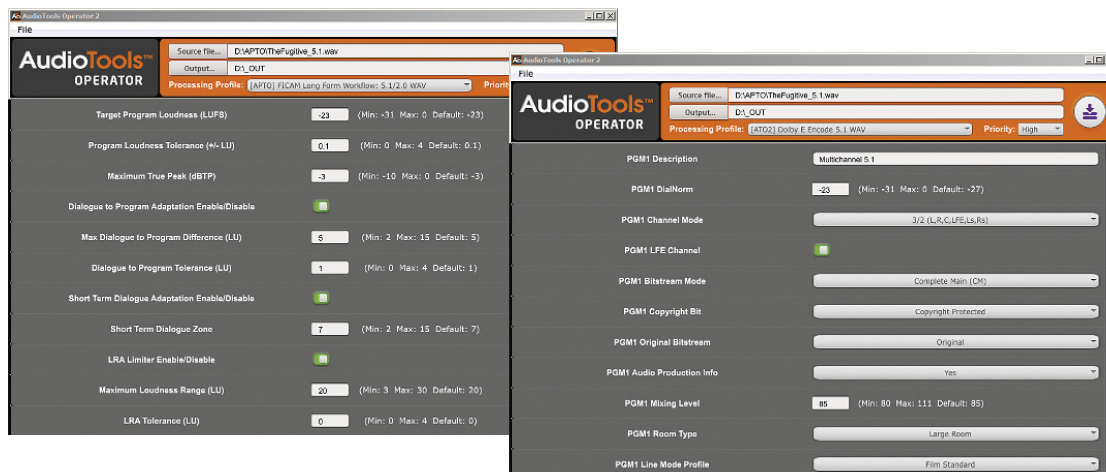 AudioTools Operator 2
File
AudioTools™
OPERATOR
Source file... D:\APTO\TheFugitive_5.1.wav
Output... D:\_OUT
Processing Profile: [APTO] FICAM Long Form Workflow: 5.1/2.0 WAV
Target Program Loudness (LUFS) -23 (Min: -31 Max: 0 Default: -23)
Program Loudness Tolerance (+/- LU) 0.1 (Min: 0 Max: 4 Default: 0.1)
Maximum True Peak (dBTP) -3 (Min: -10 Max: 0 Default: -3)
Dialogue to Program Adaptation Enable/Disable
Max Dialogue to Program Difference (LU) 5 (Min: 2 Max: 15 Default: 5)
Dialogue to Program Tolerance (LU) 1 (Min: 0 Max: 4 Default: 1)
Short Term Dialogue Adaptation Enable/Disable
Short Term Dialogue Zone 7 (Min: 2 Max: 15 Default: 7)
LRA Limiter Enable/Disable
Maximum Loudness Range (LU) 20 (Min: 3 Max: 30 Default: 20)
LRA Tolerance (LU) 0 (Min: 0 Max: 4 Default: 0)
AudioTools Operator 2
File
AudioTools™
OPERATOR
Source file... D:\APTO\TheFugitive_5.1.wav
Output... D:\_OUT
Processing Profile: [ATO2] Dolby E Encode 5.1 WAV Priority: High
PGM1 Description Multichannel 5.1
PGM1 DialNorm -23 (Min: -31 Max: 0 Default: -27)
PGM1 Channel Mode 3/2 (L,R,C,LFE,Ls,Rs)
PGM1 LFE Channel
PGM1 Bitstream Mode Complete Main (CM)
PGM1 Copyright Bit Copyright Protected
PGM1 Original Bitstream Original
PGM1 Audio Production Info Yes
PGM1 Mixing Level 85 (Min: 80 Max: 111 Default: 85)
PGM1 Room Type Large Room
PGM1 Line Mode Profile Film Standard